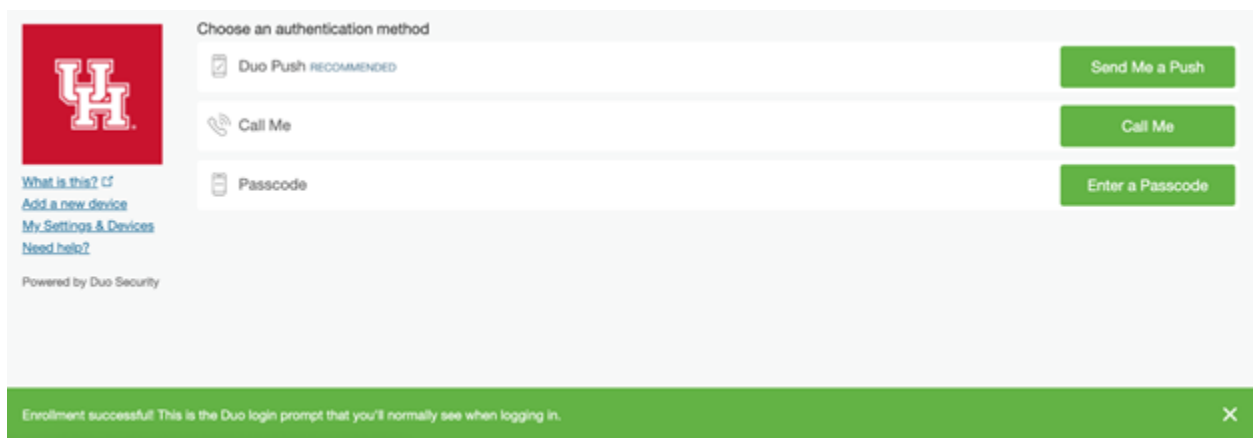 UH
Choose an authentication method
Duo Push RECOMMENDED
Send Me a Push
Call Me
Call Me
Passcode
Enter a Passcode
What is this?
Add a new device
My Settings & Devices
Need help?
Powered by Duo Security
Enrollment successful! This is the Duo login prompt that you'll normally see when logging in.